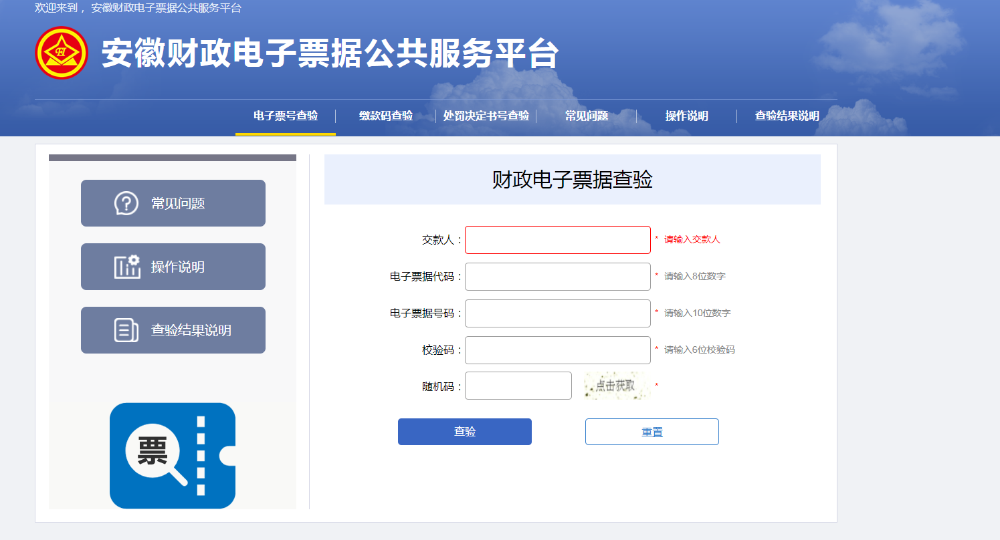 欢迎来到 ，安徽财政电子票据公共服务平台
安徽财政电子票据公共服务平台
电子票号查验 缴款码查验 处罚决定书号查验 常见问题 操作说明 查验结果说明
常见问题
操作说明
查验结果说明
票
财政电子票据查验
交款人： * 请输入交款人
电子票据代码： * 请输入8位数字
电子票据号码： * 请输入10位数字
校验码： * 请输入6位校验码
随机码： 点击获取 *
查验 重置